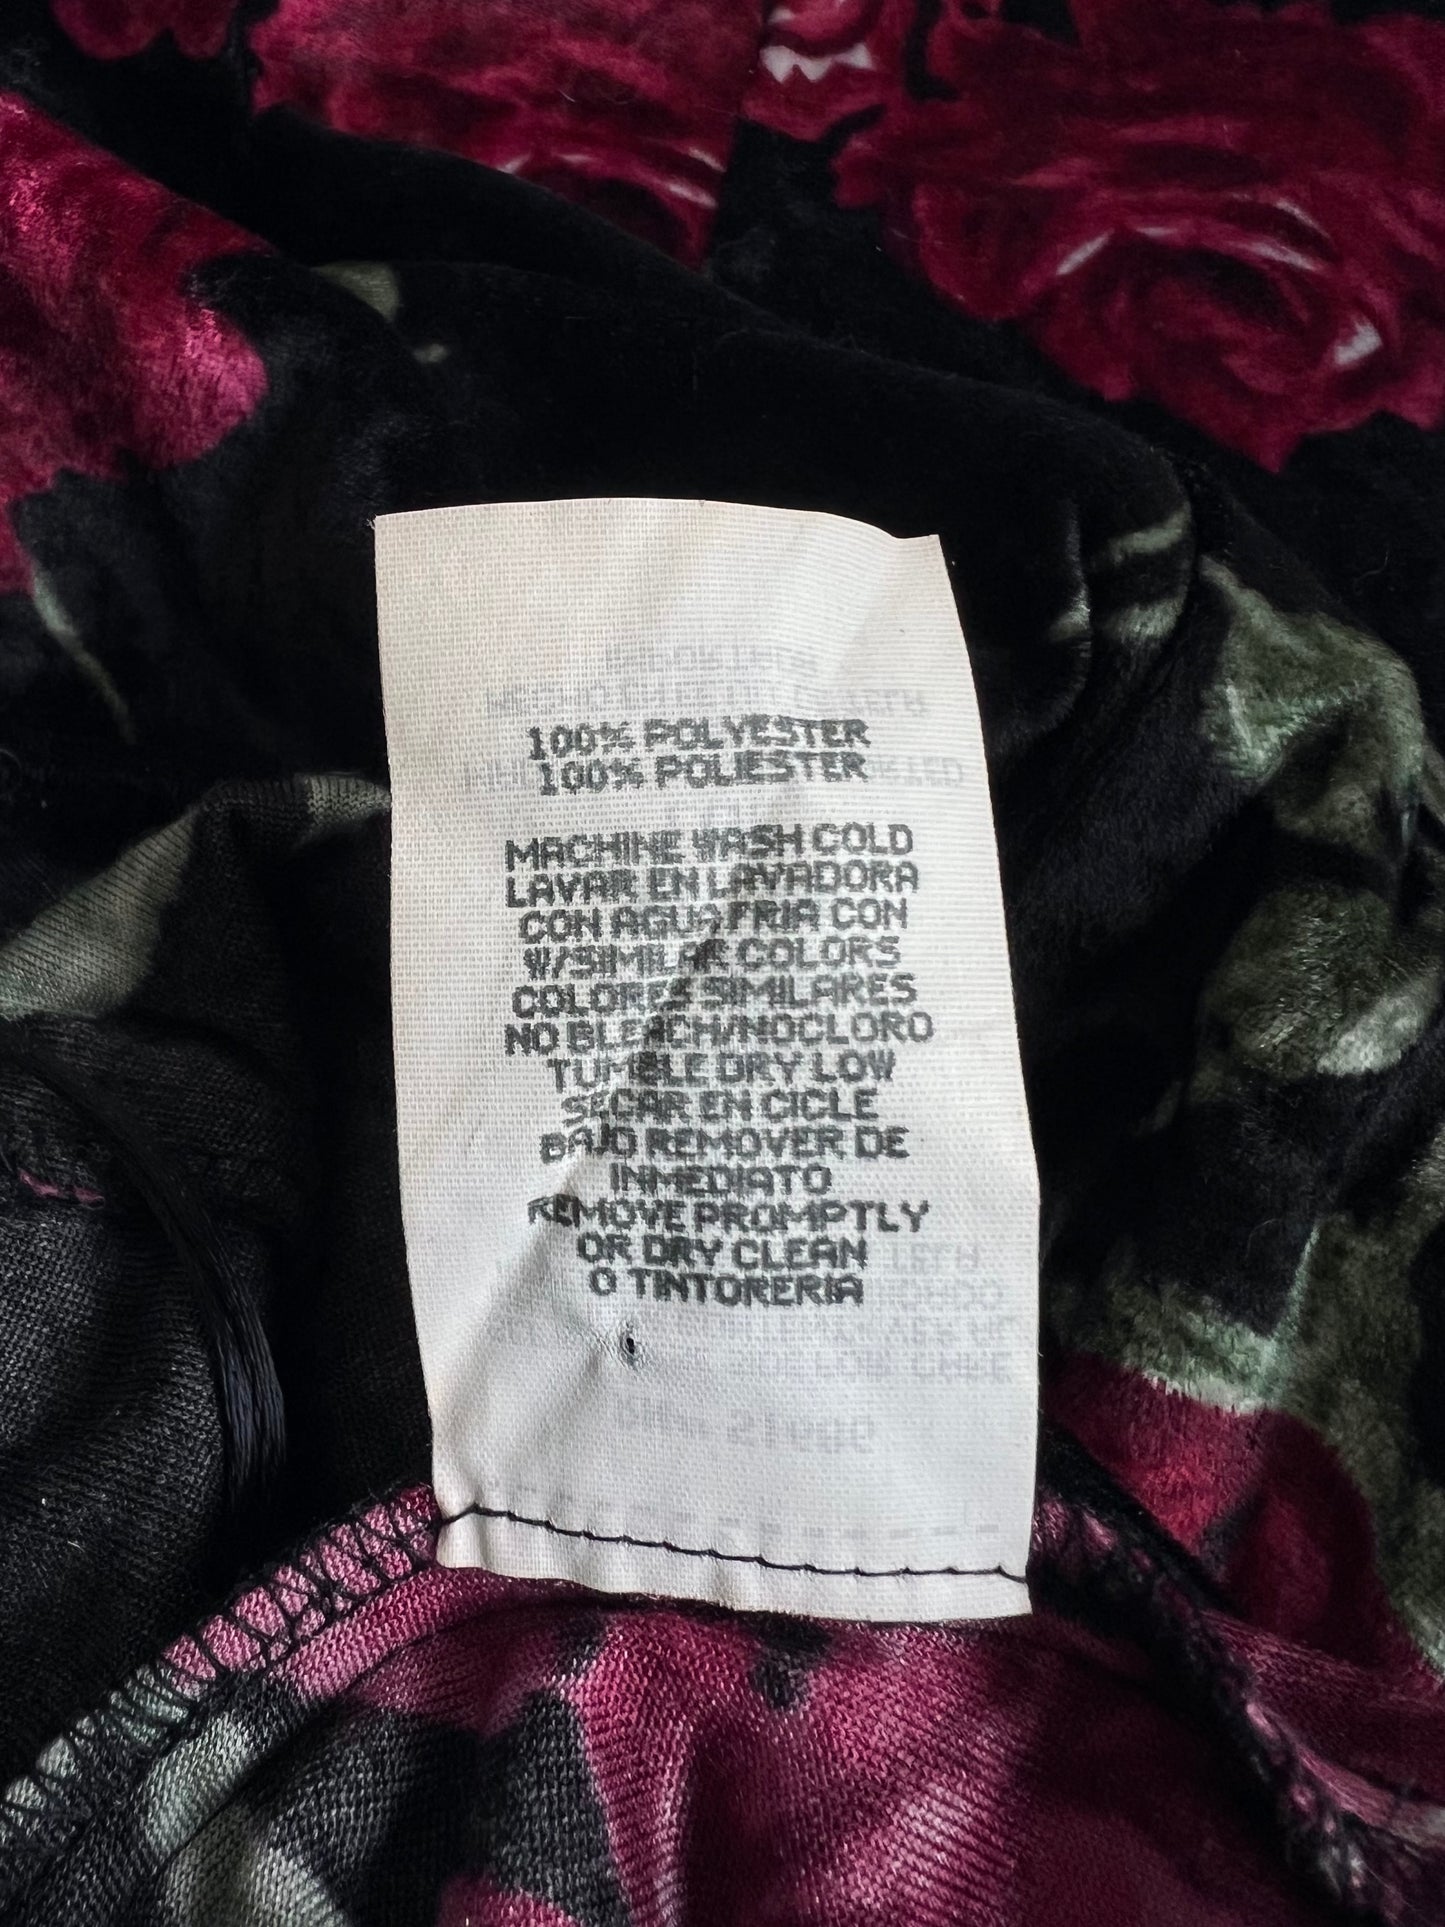 100% POLYESTER
100% POLIESTER
MACHINE WASH COLD
LAVAR EN LAVADORA
CON AGUA FRIA CON
W/SIMILAR COLORS
COLORES SIMILARES
NO BLEACH/NOCLORO
TUMBLE DRY LOW
SECAR EN CICLE
BAJO REMOVER DE
INMEDIATO
REMOVE PROMPTLY
OR DRY CLEAN
O TINTORERIA